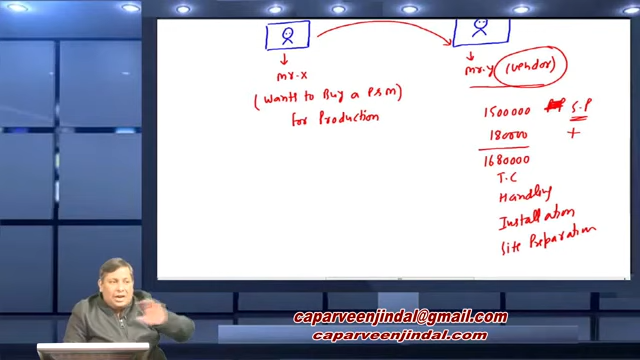 mr.x
(Wants to Buy a P&M)
for Production
mr.y (vendor)
1500000 S.P
180000 +
1680000
T.C
Handling
Installation
Site Preparation
caparveenjindal@gmail.com
caparveenjindal.com